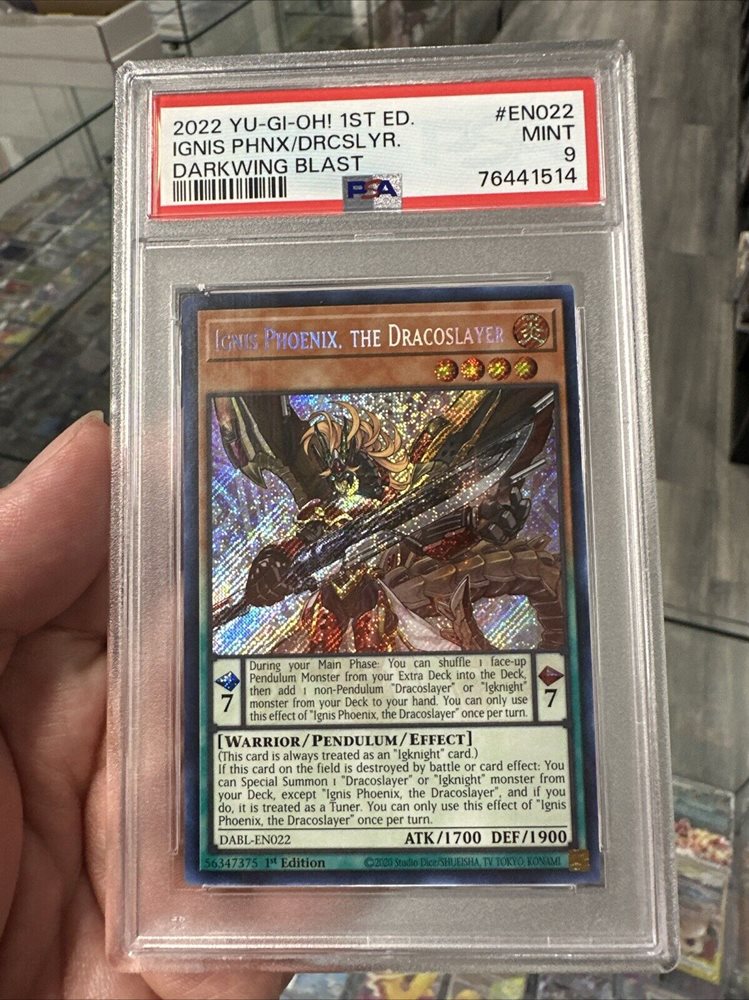 2022 YU-GI-OH! 1ST ED. #EN022
IGNIS PHNX/DRCSLYR. MINT
DARKWING BLAST 9
PSA 76441514
IGNIS PHOENIX, THE DRACOSLAYER 炎
During your Main Phase: You can shuffle 1 face-up
Pendulum Monster from your Extra Deck into the Deck,
then add 1 non-Pendulum "Dracoslayer" or "Igknight"
monster from your Deck to your hand. You can only use
this effect of "Ignis Phoenix, the Dracoslayer" once per turn.
7 7
[WARRIOR/PENDULUM/EFFECT]
(This card is always treated as an "Igknight" card.)
If this card on the field is destroyed by battle or card effect: You
can Special Summon 1 "Dracoslayer" or "Igknight" monster from
your Deck, except "Ignis Phoenix, the Dracoslayer", and if you
do, it is treated as a Tuner. You can only use this effect of "Ignis
Phoenix, the Dracoslayer" once per turn.
DABL-EN022 ATK/1700 DEF/1900
56347375 1st Edition ©2020 Studio Dice/SHUEISHA, TV TOKYO, KONAMI